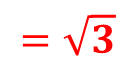 = √3